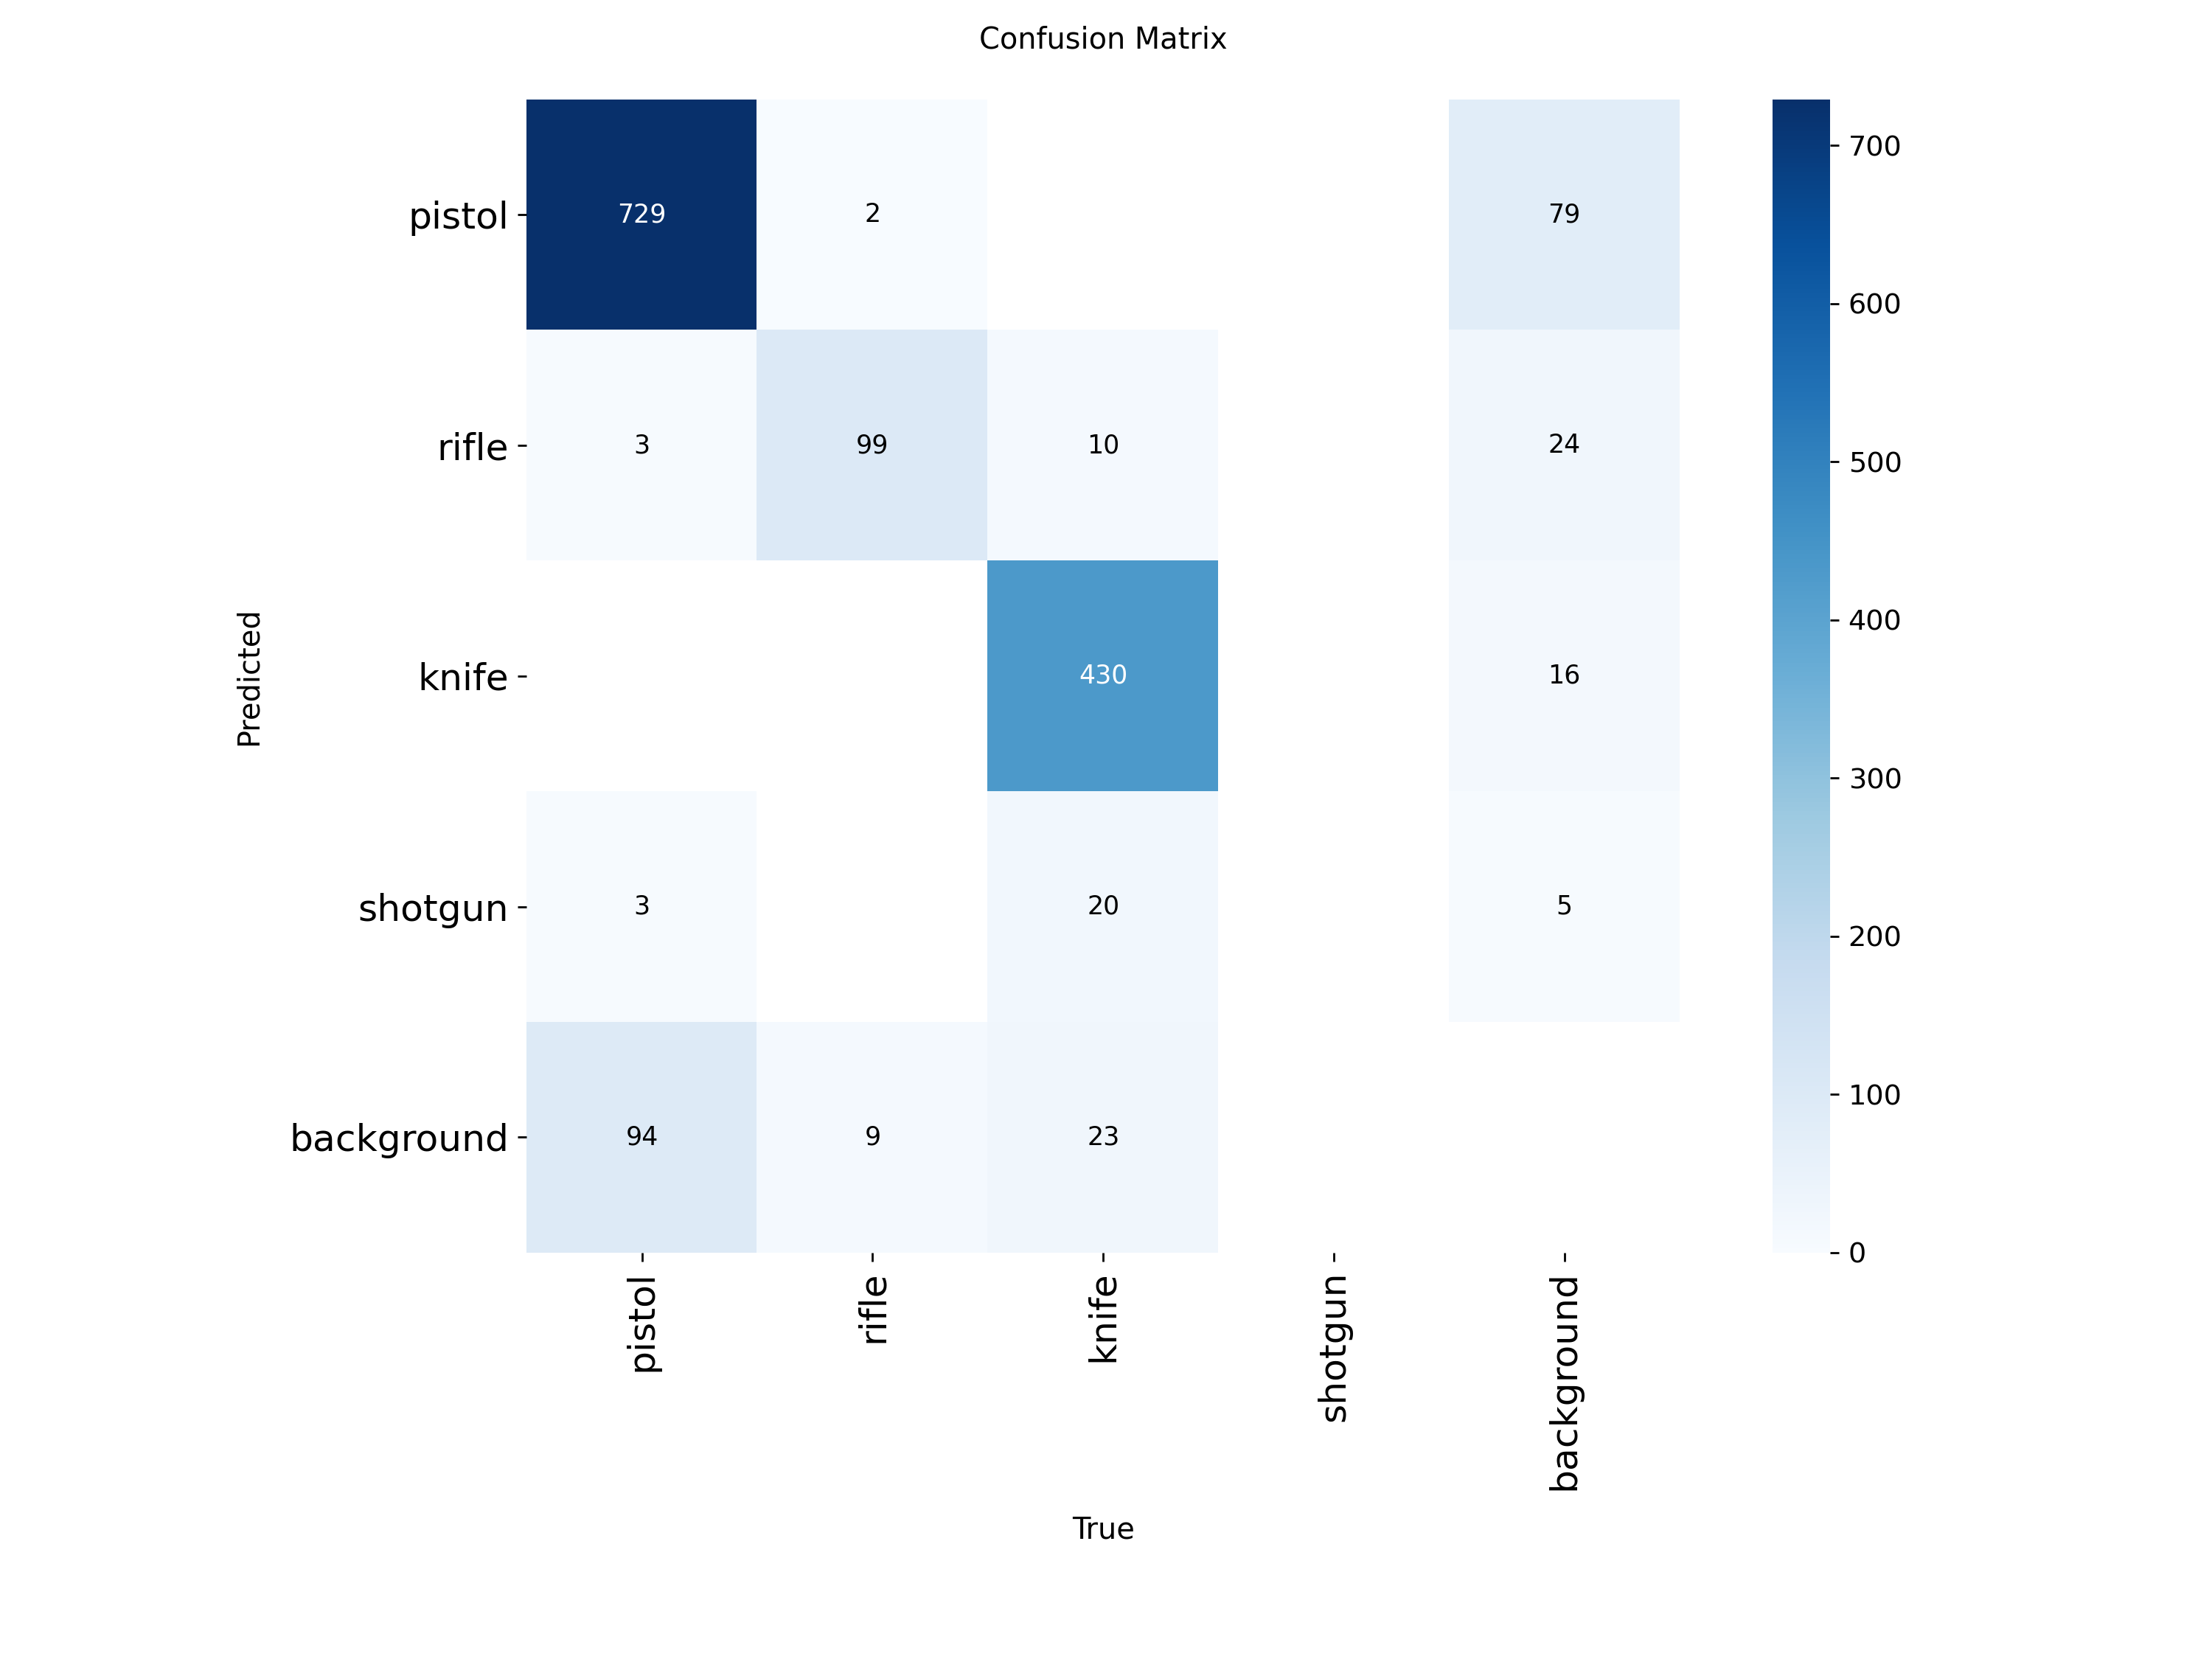 Confusion Matrix
pistol
729
2
79
700
600
rifle
3
99
10
24
500
400
Predicted
knife
430
16
300
shotgun
3
20
5
200
100
background
94
9
23
0
pistol
rifle
knife
shotgun
background
True